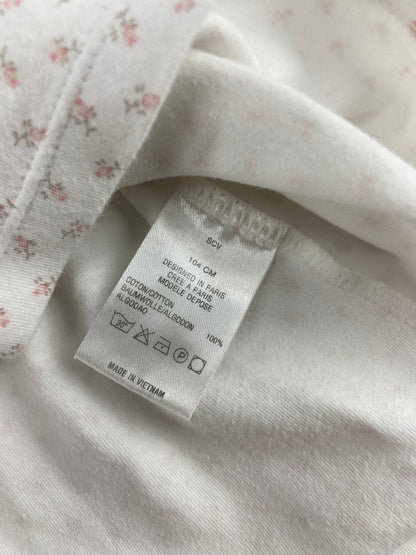 SCV
104 CM
DESIGNED IN PARIS
CRÉE A PARIS
MODELE DEPOSE
COTON/COTTON
BAUMWOLLE/ALGODON
ALGODAO
100%
30°
P
MADE IN VIETNAM